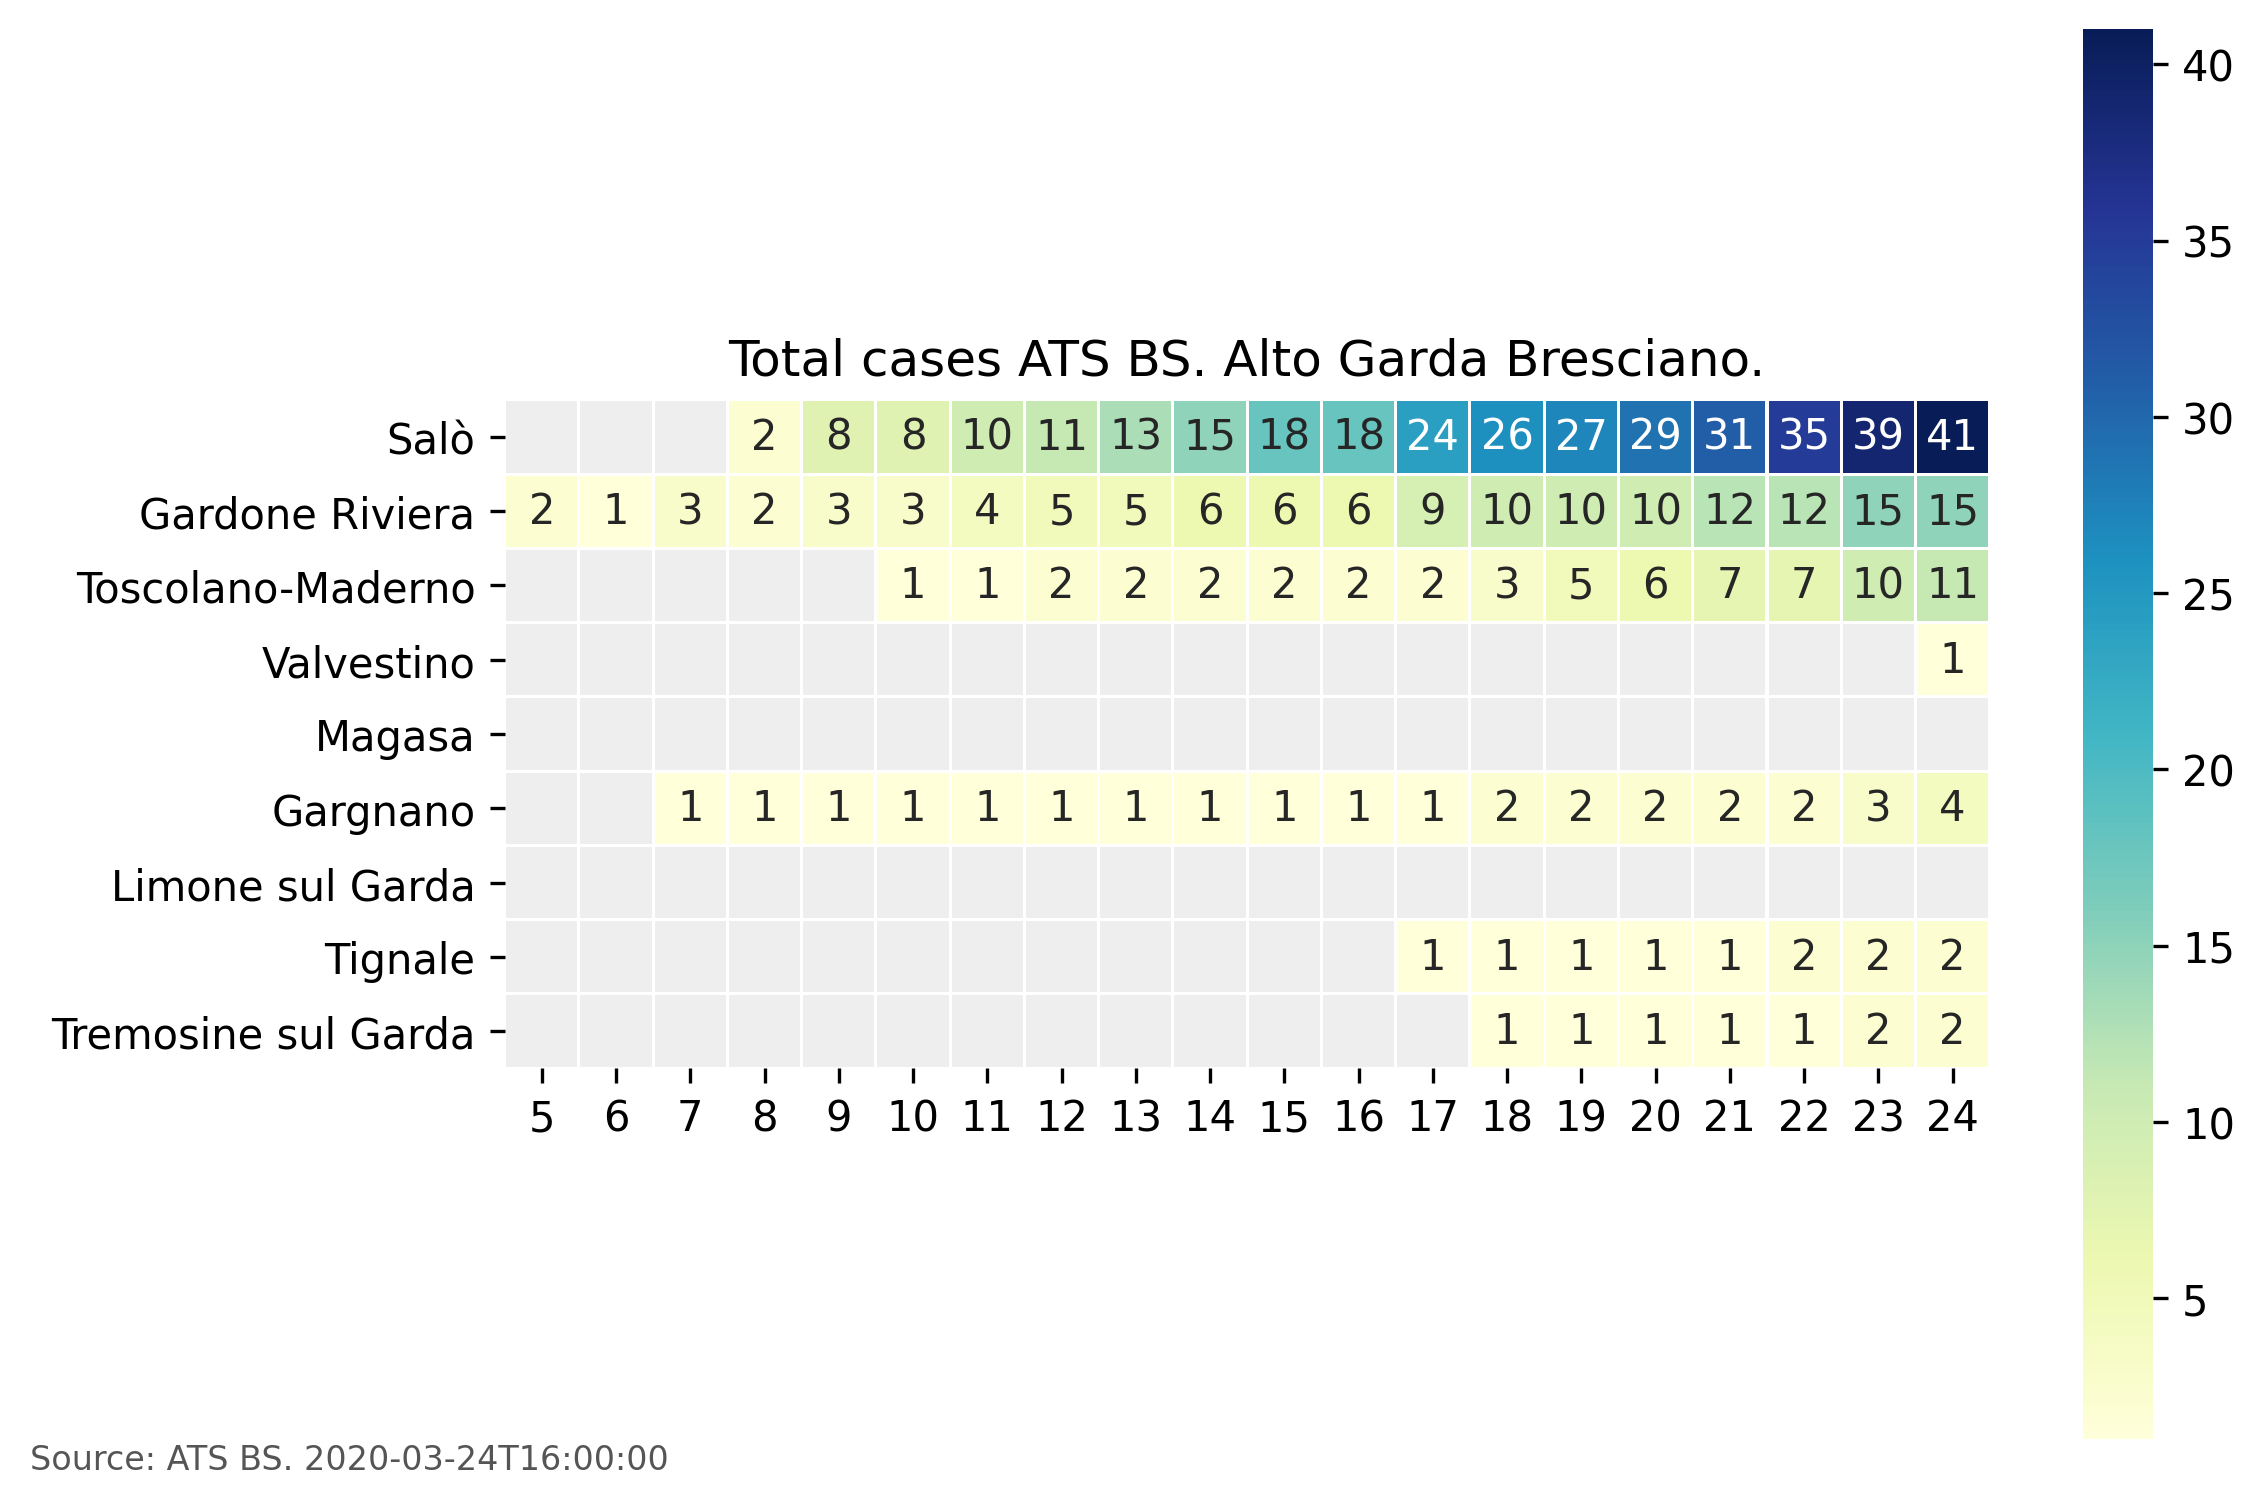 Total cases ATS BS. Alto Garda Bresciano.
Salò 2 8 8 10 11 13 15 18 18 24 26 27 29 31 35 39 41
Gardone Riviera 2 1 3 2 3 3 4 5 5 6 6 6 9 10 10 10 12 12 15 15
Toscolano-Maderno 1 1 2 2 2 2 2 2 3 5 6 7 7 10 11
Valvestino 1
Magasa
Gargnano 1 1 1 1 1 1 1 1 1 1 1 2 2 2 2 2 3 4
Limone sul Garda
Tignale 1 1 1 1 1 2 2 2
Tremosine sul Garda 1 1 1 1 1 2 2
5 6 7 8 9 10 11 12 13 14 15 16 17 18 19 20 21 22 23 24
40
35
30
25
20
15
10
5
Source: ATS BS. 2020-03-24T16:00:00